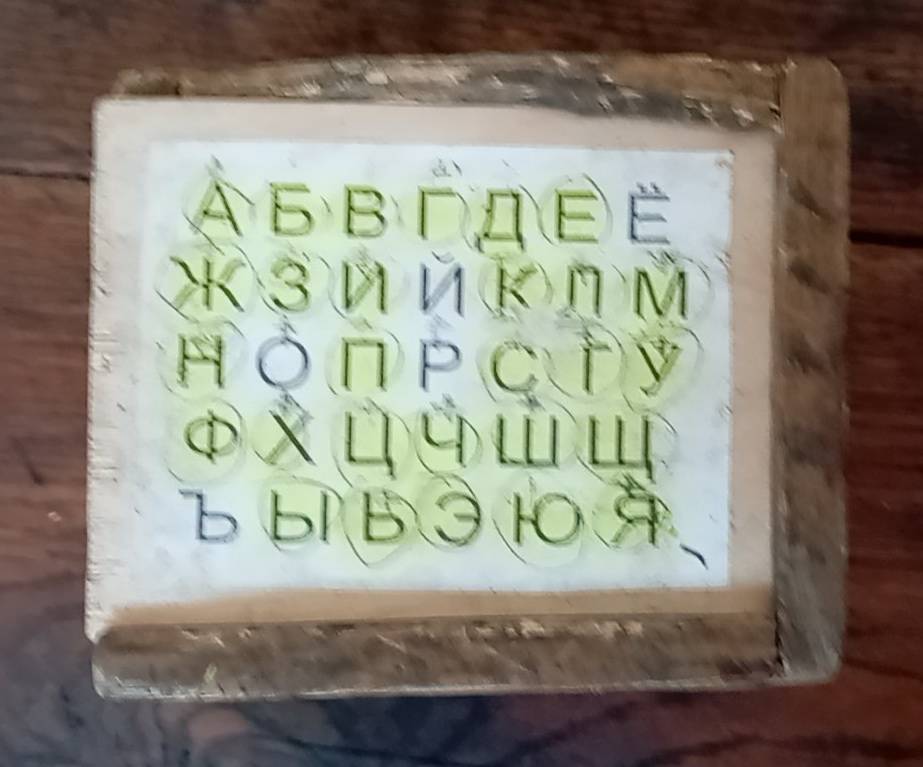 А Б В Г Д Е Ё
Ж З И Й К Л М
Н О П Р С Т У
Ф Х Ц Ч Ш Щ
Ъ Ы Ь Э Ю Я